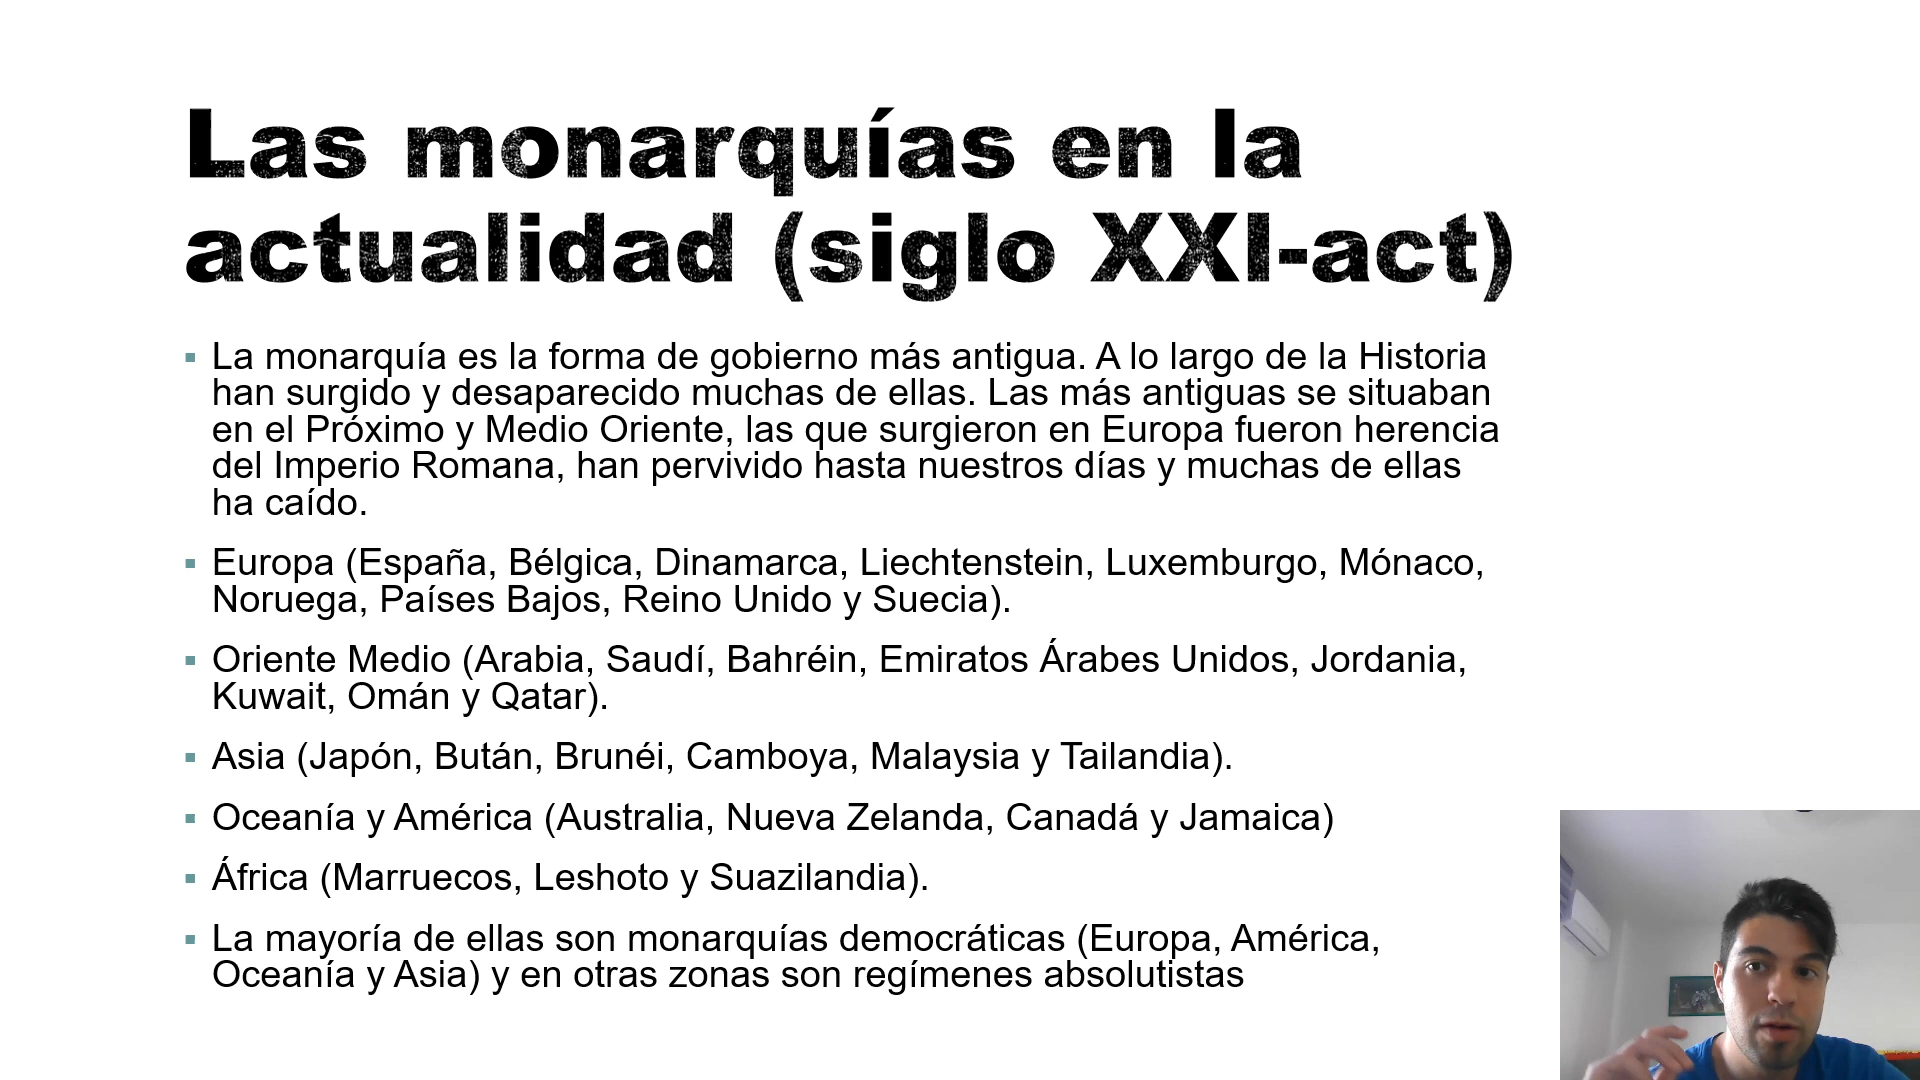 Las monarquías en la
actualidad (siglo XXI-act)
▪ La monarquía es la forma de gobierno más antigua. A lo largo de la Historia
han surgido y desaparecido muchas de ellas. Las más antiguas se situaban
en el Próximo y Medio Oriente, las que surgieron en Europa fueron herencia
del Imperio Romana, han pervivido hasta nuestros días y muchas de ellas
ha caído.
▪ Europa (España, Bélgica, Dinamarca, Liechtenstein, Luxemburgo, Mónaco,
Noruega, Países Bajos, Reino Unido y Suecia).
▪ Oriente Medio (Arabia, Saudí, Bahréin, Emiratos Árabes Unidos, Jordania,
Kuwait, Omán y Qatar).
▪ Asia (Japón, Bután, Brunéi, Camboya, Malaysia y Tailandia).
▪ Oceanía y América (Australia, Nueva Zelanda, Canadá y Jamaica)
▪ África (Marruecos, Leshoto y Suazilandia).
▪ La mayoría de ellas son monarquías democráticas (Europa, América,
Oceanía y Asia) y en otras zonas son regímenes absolutistas